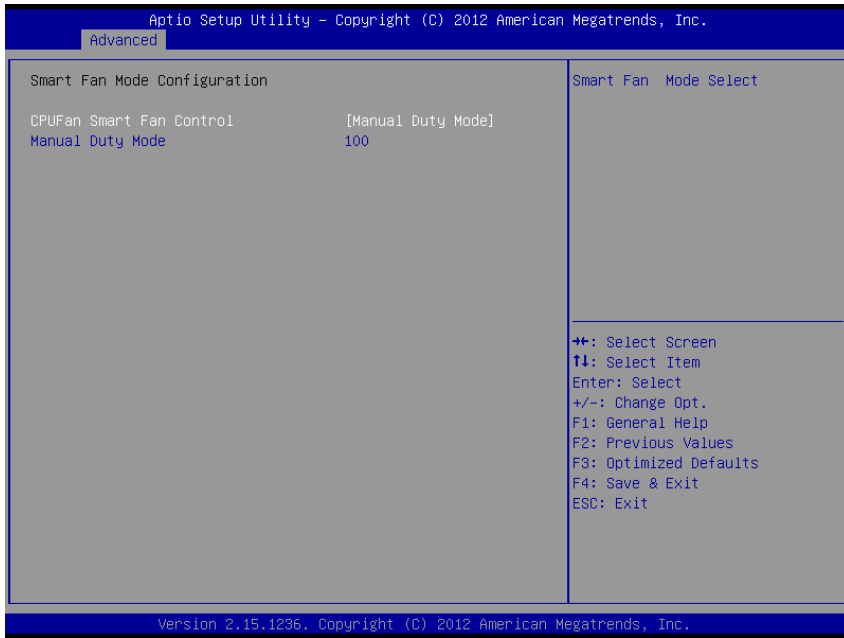 Aptio Setup Utility – Copyright (C) 2012 American Megatrends, Inc.
Advanced
Smart Fan Mode Configuration
CPUFan Smart Fan Control [Manual Duty Mode]
Manual Duty Mode 100
Smart Fan  Mode Select
→←: Select Screen
↑↓: Select Item
Enter: Select
+/-: Change Opt.
F1: General Help
F2: Previous Values
F3: Optimized Defaults
F4: Save & Exit
ESC: Exit
Version 2.15.1236. Copyright (C) 2012 American Megatrends, Inc.